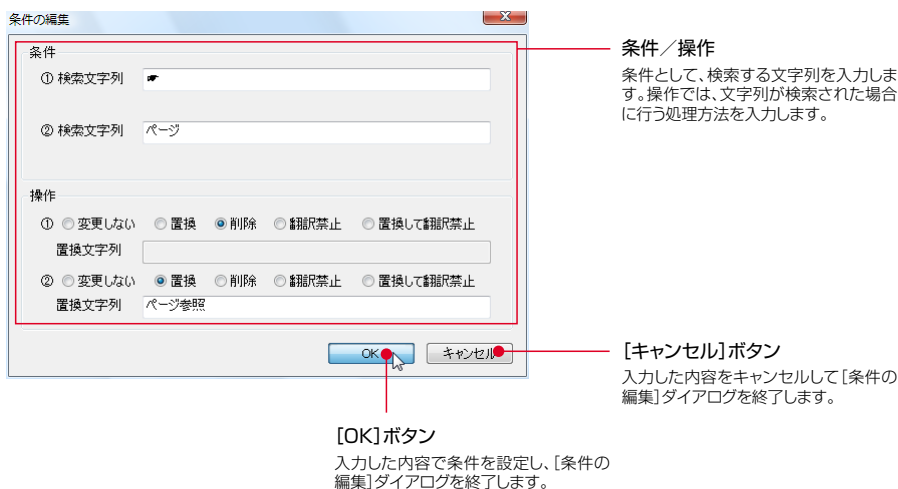 条件の編集
条件
① 検索文字列 ☛
② 検索文字列 ページ
操作
① 変更しない 置換 削除 翻訳禁止 置換して翻訳禁止
置換文字列
② 変更しない 置換 削除 翻訳禁止 置換して翻訳禁止
置換文字列 ページ参照
OK キャンセル
条件／操作
条件として、検索する文字列を入力しま
す。操作では、文字列が検索された場合
に行う処理方法を入力します。
[キャンセル]ボタン
入力した内容をキャンセルして[条件の
編集]ダイアログを終了します。
[OK]ボタン
入力した内容で条件を設定し、[条件の
編集]ダイアログを終了します。